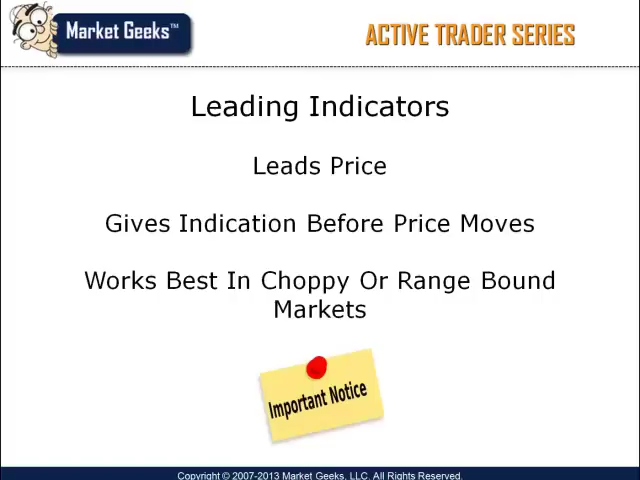 Market Geeks™
ACTIVE TRADER SERIES
Leading Indicators
Leads Price
Gives Indication Before Price Moves
Works Best In Choppy Or Range Bound
Markets
Important Notice
Copyright © 2007-2013 Market Geeks, LLC. All Rights Reserved.